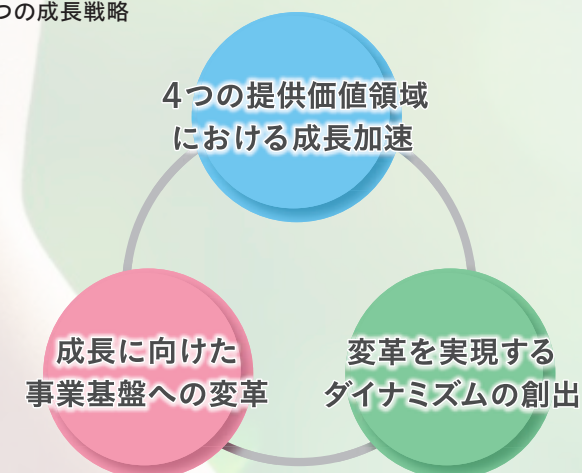 つの成長戦略
4つの提供価値領域
における成長加速
成長に向けた
事業基盤への変革
変革を実現する
ダイナミズムの創出